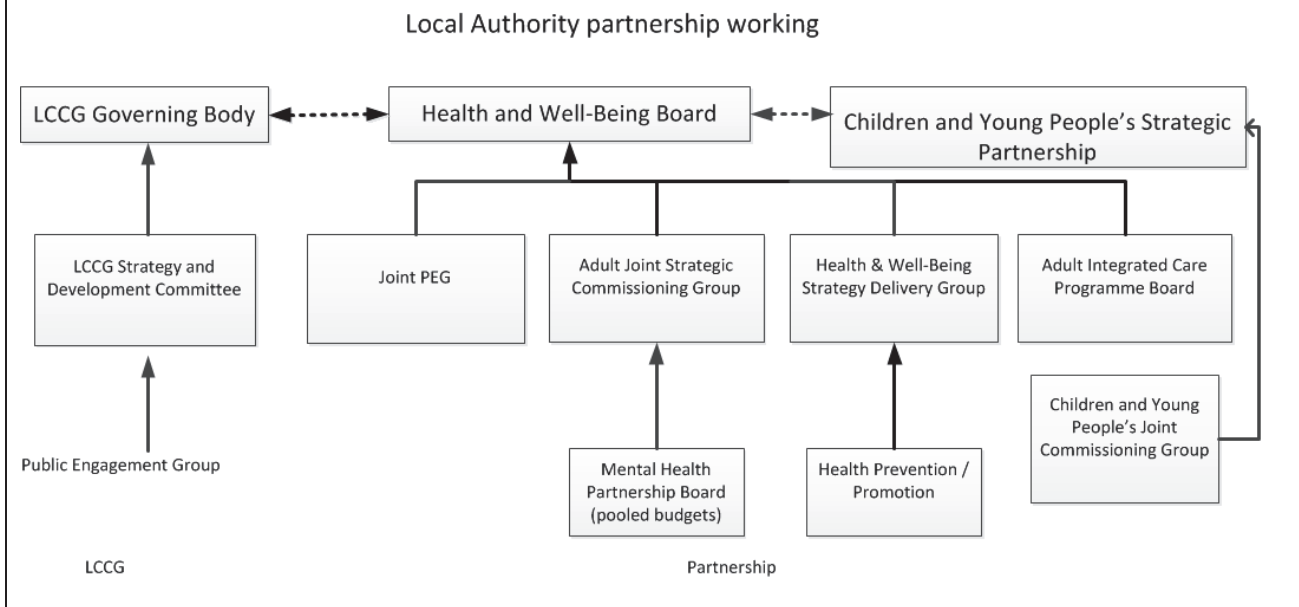 Local Authority partnership working
LCCG Governing Body
Health and Well-Being Board
Children and Young People’s Strategic
Partnership
LCCG Strategy and
Development Committee
Joint PEG
Adult Joint Strategic
Commissioning Group
Health & Well-Being
Strategy Delivery Group
Adult Integrated Care
Programme Board
Public Engagement Group
Mental Health
Partnership Board
(pooled budgets)
Health Prevention /
Promotion
Children and Young
People’s Joint
Commissioning Group
LCCG
Partnership